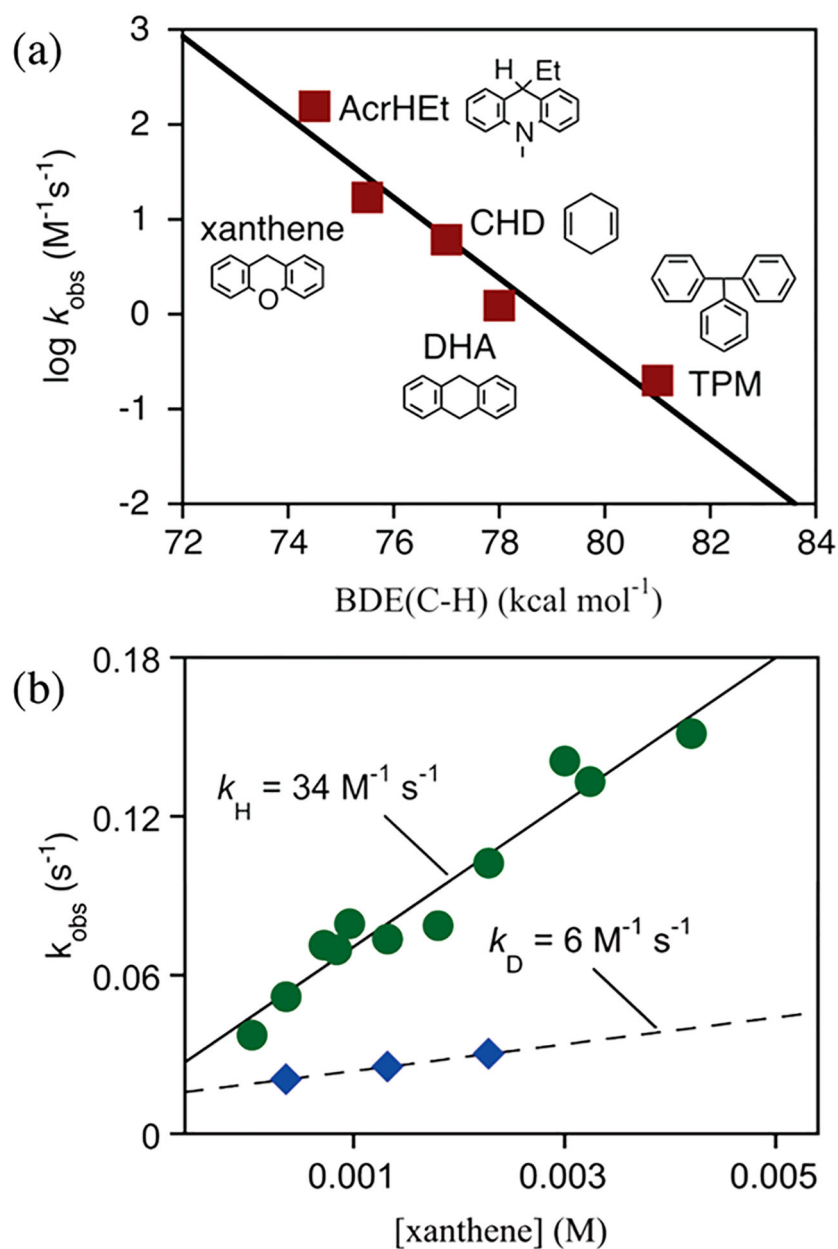 (a)
3
2
1
0
-1
-2
log k_obs (M⁻¹s⁻¹)
H Et
AcrHEt
N
xanthene
O
CHD
DHA
TPM
72 74 76 78 80 82 84
BDE(C-H) (kcal mol⁻¹)
(b)
0.18
0.12
0.06
0
k_obs (s⁻¹)
k_H = 34 M⁻¹ s⁻¹
k_D = 6 M⁻¹ s⁻¹
0.001 0.003 0.005
[xanthene] (M)